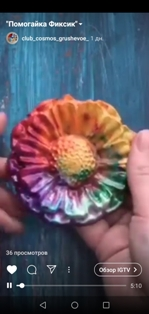 "Помогайка Фиксик"
club_cosmos_grushevoe_ 1 дн.
36 просмотров
Обзор IGTV >
5:10